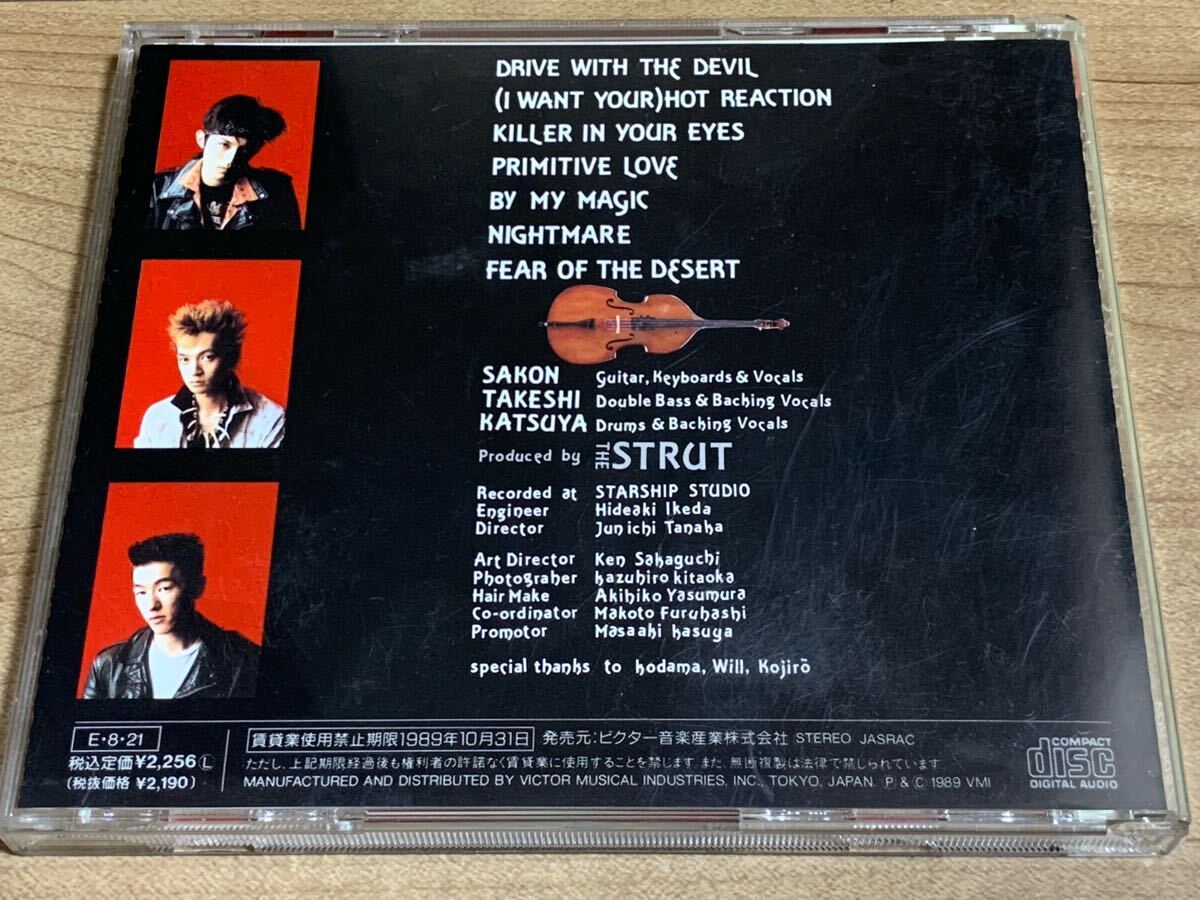 DRIVE WITH THE DEVIL
(I WANT YOUR)HOT REACTION
KILLER IN YOUR EYES
PRIMITIVE LOVE
BY MY MAGIC
NIGHTMARE
FEAR OF THE DESERT
SAKON Guitar, Keyboards & Vocals
TAKESHI Double Bass & Backing Vocals
KATSUYA Drums & Backing Vocals
Produced by THE STRUT
Recorded at STARSHIP STUDIO
Engineer Hideaki Ikeda
Director Junichi Tanaka
Art Director Ken Sakaguchi
Photograher Kazuhiro Kitaoka
Hair Make Akihiko Yasumura
Co-ordinator Makoto Furuhashi
Promotor Masaaki Kasuya
special thanks to Kodama, Will, Kojirō
E・8・21
税込定価¥2,256 Ⓛ
(税抜価格 ¥2,190)
賃貸業使用禁止期限1989年10月31日 発売元:ビクター音楽産業株式会社 STEREO JASRAC
ただし、上記期限経過後も権利者の許諾なく賃貸業に使用することを禁じます。また、無断複製は法律で禁じられています。
MANUFACTURED AND DISTRIBUTED BY VICTOR MUSICAL INDUSTRIES, INC. TOKYO, JAPAN. Ⓟ & © 1989 VMI
COMPACT
disc
DIGITAL AUDIO